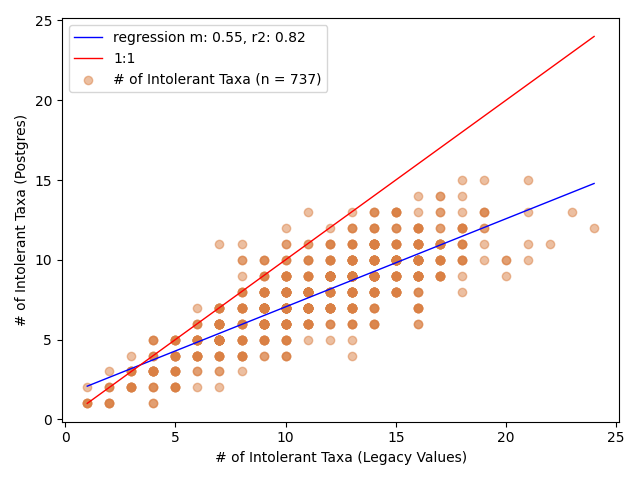 regression m: 0.55, r2: 0.82
1:1
# of Intolerant Taxa (n = 737)
25
20
15
10
5
0
# of Intolerant Taxa (Postgres)
0 5 10 15 20 25
# of Intolerant Taxa (Legacy Values)